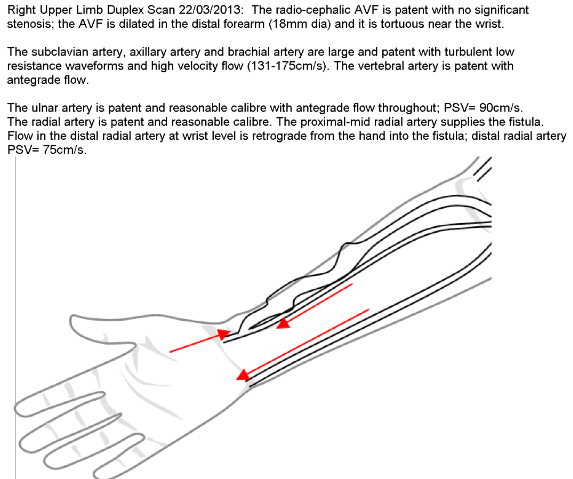 Right Upper Limb Duplex Scan 22/03/2013:  The radio-cephalic AVF is patent with no significant
stenosis; the AVF is dilated in the distal forearm (18mm dia) and it is tortuous near the wrist.
The subclavian artery, axillary artery and brachial artery are large and patent with turbulent low
resistance waveforms and high velocity flow (131-175cm/s). The vertebral artery is patent with
antegrade flow.
The ulnar artery is patent and reasonable calibre with antegrade flow throughout; PSV= 90cm/s.
The radial artery is patent and reasonable calibre. The proximal-mid radial artery supplies the fistula.
Flow in the distal radial artery at wrist level is retrograde from the hand into the fistula; distal radial artery
PSV= 75cm/s.